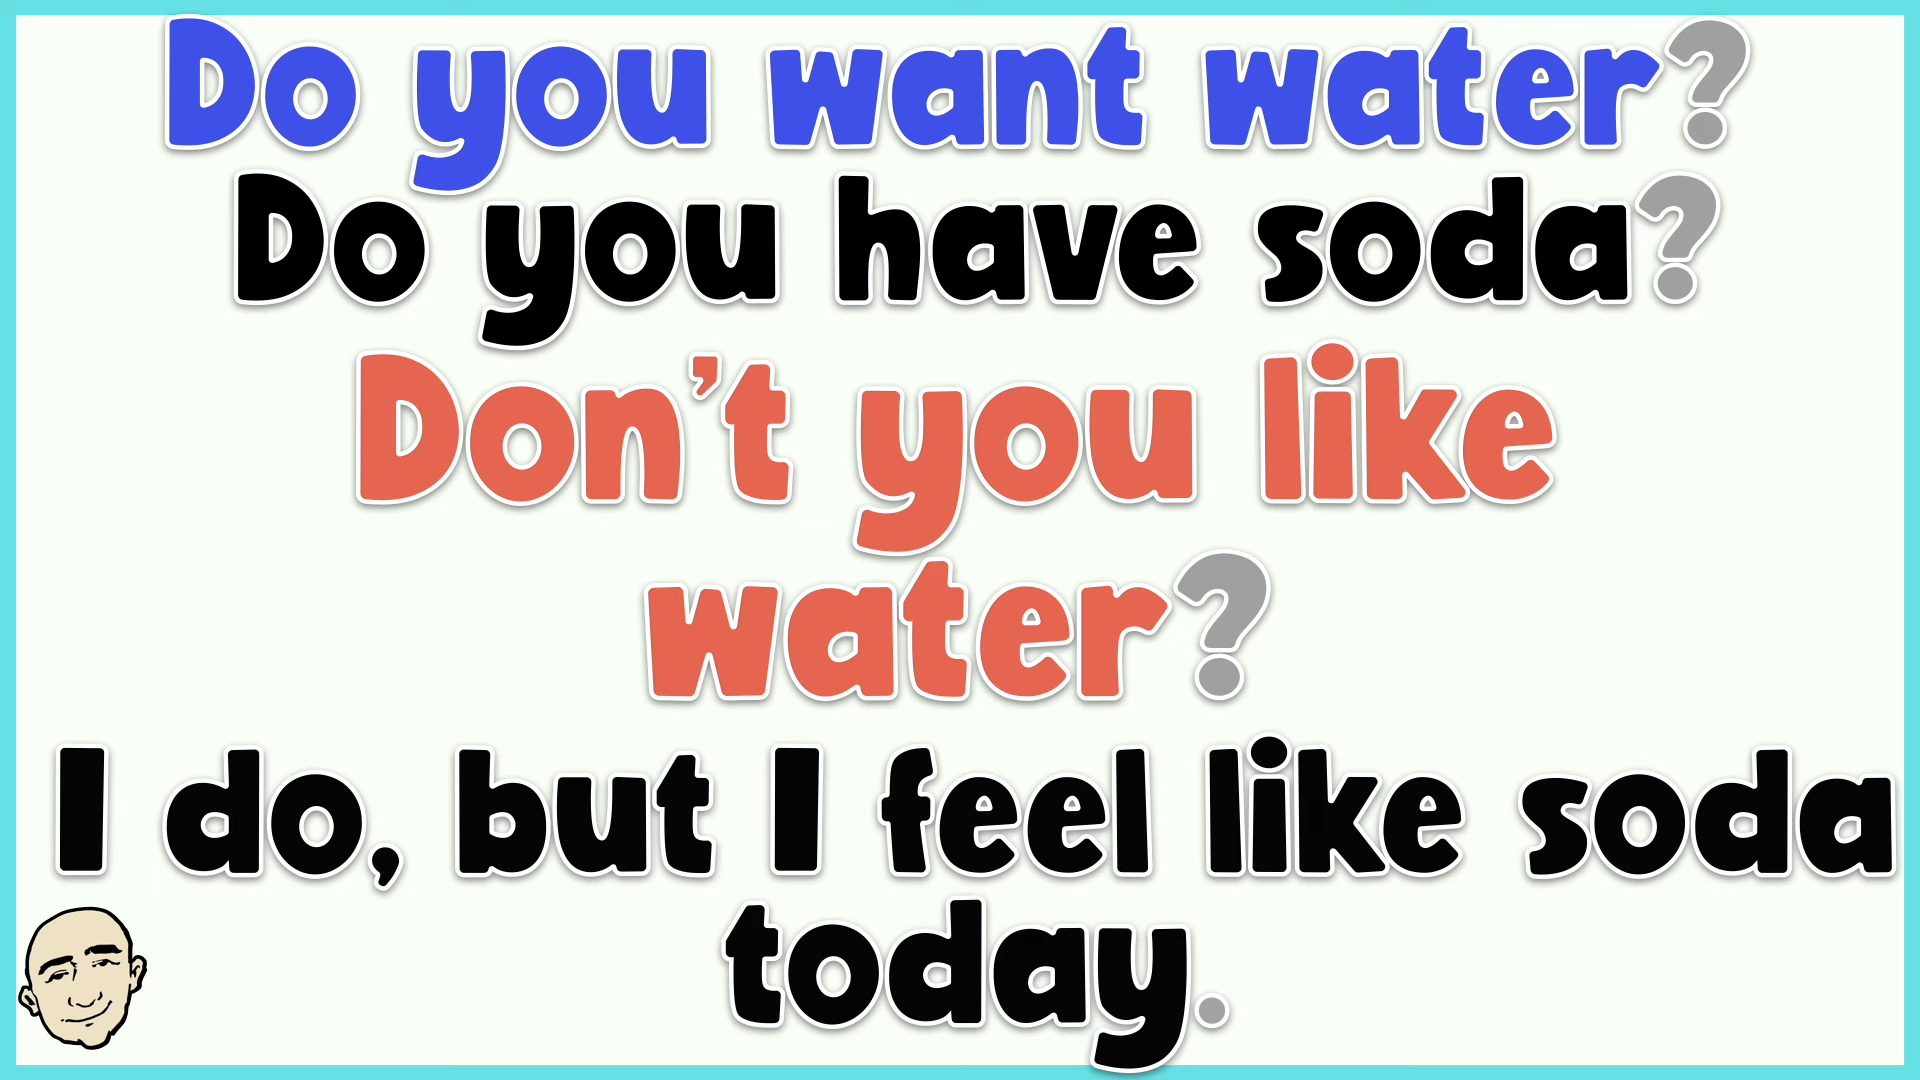 Do you want water?
Do you have soda?
Don't you like
water?
I do, but I feel like soda
today.